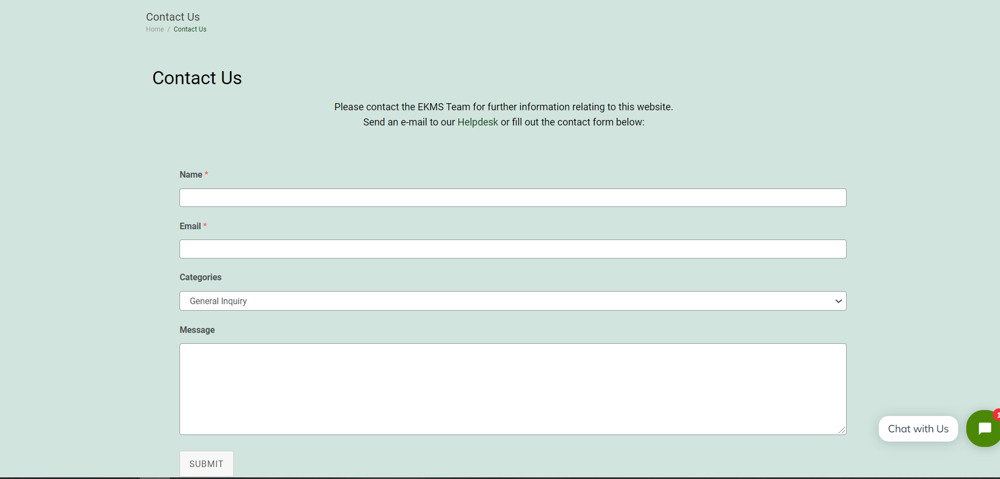 Contact Us
Home / Contact Us
Contact Us
Please contact the EKMS Team for further information relating to this website.
Send an e-mail to our Helpdesk or fill out the contact form below:
Name *
Email *
Categories
General Inquiry
Message
1
Chat with Us
SUBMIT